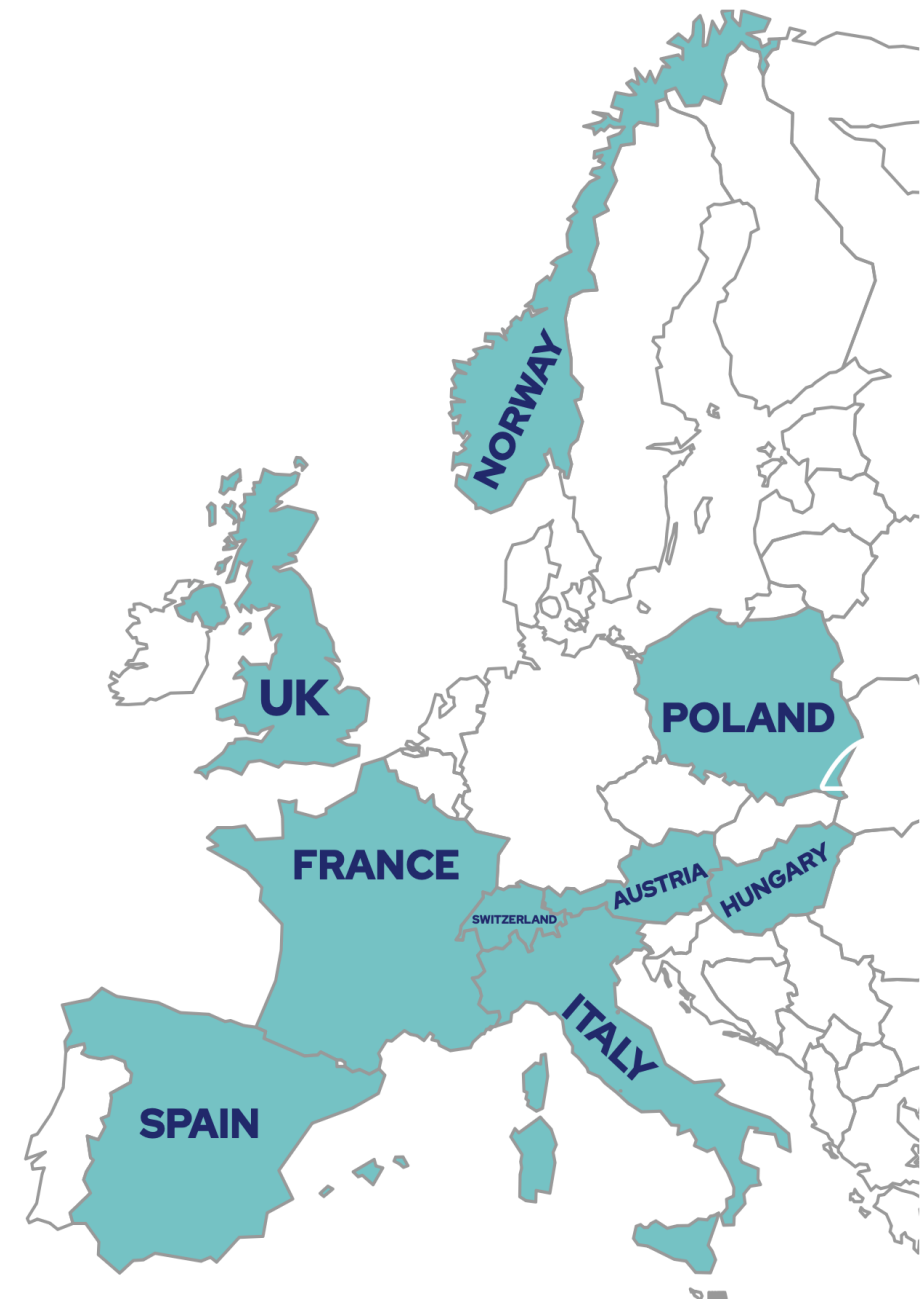 NORWAY
UK
POLAND
FRANCE
AUSTRIA
HUNGARY
SWITZERLAND
ITALY
SPAIN